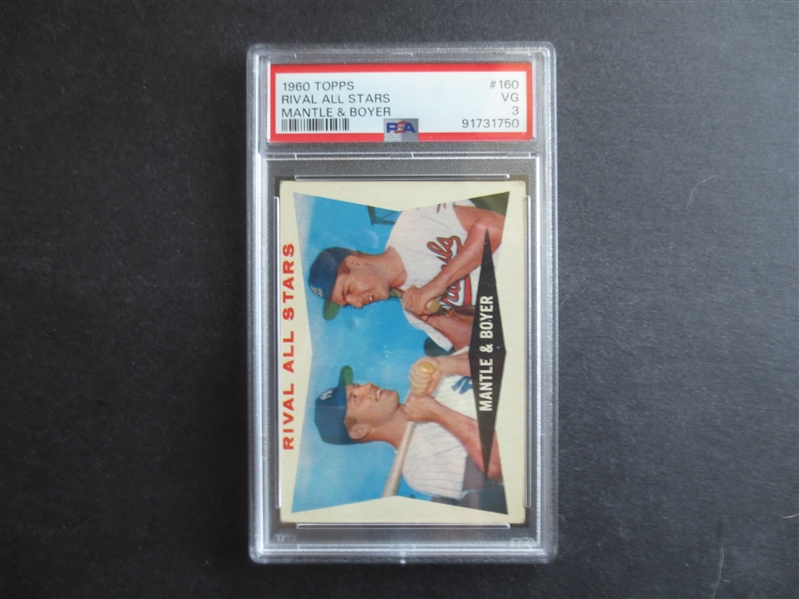 1960 TOPPS #160
RIVAL ALL STARS VG
MANTLE & BOYER 3
PSA 91731750
RIVAL ALL STARS
MANTLE & BOYER